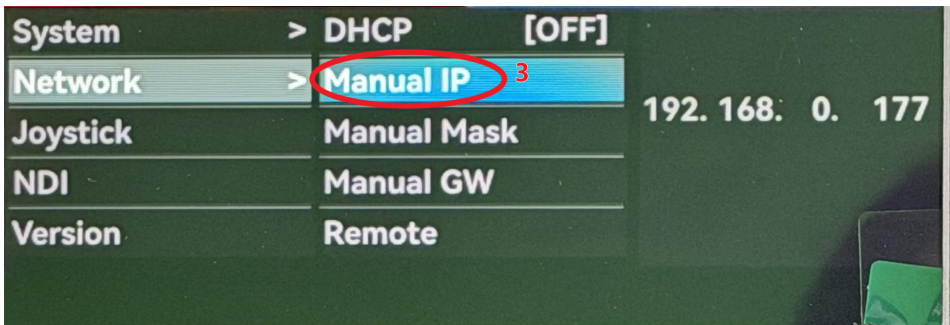 System > DHCP [OFF]
Network > Manual IP 3
192. 168. 0. 177
Joystick Manual Mask
NDI Manual GW
Version Remote